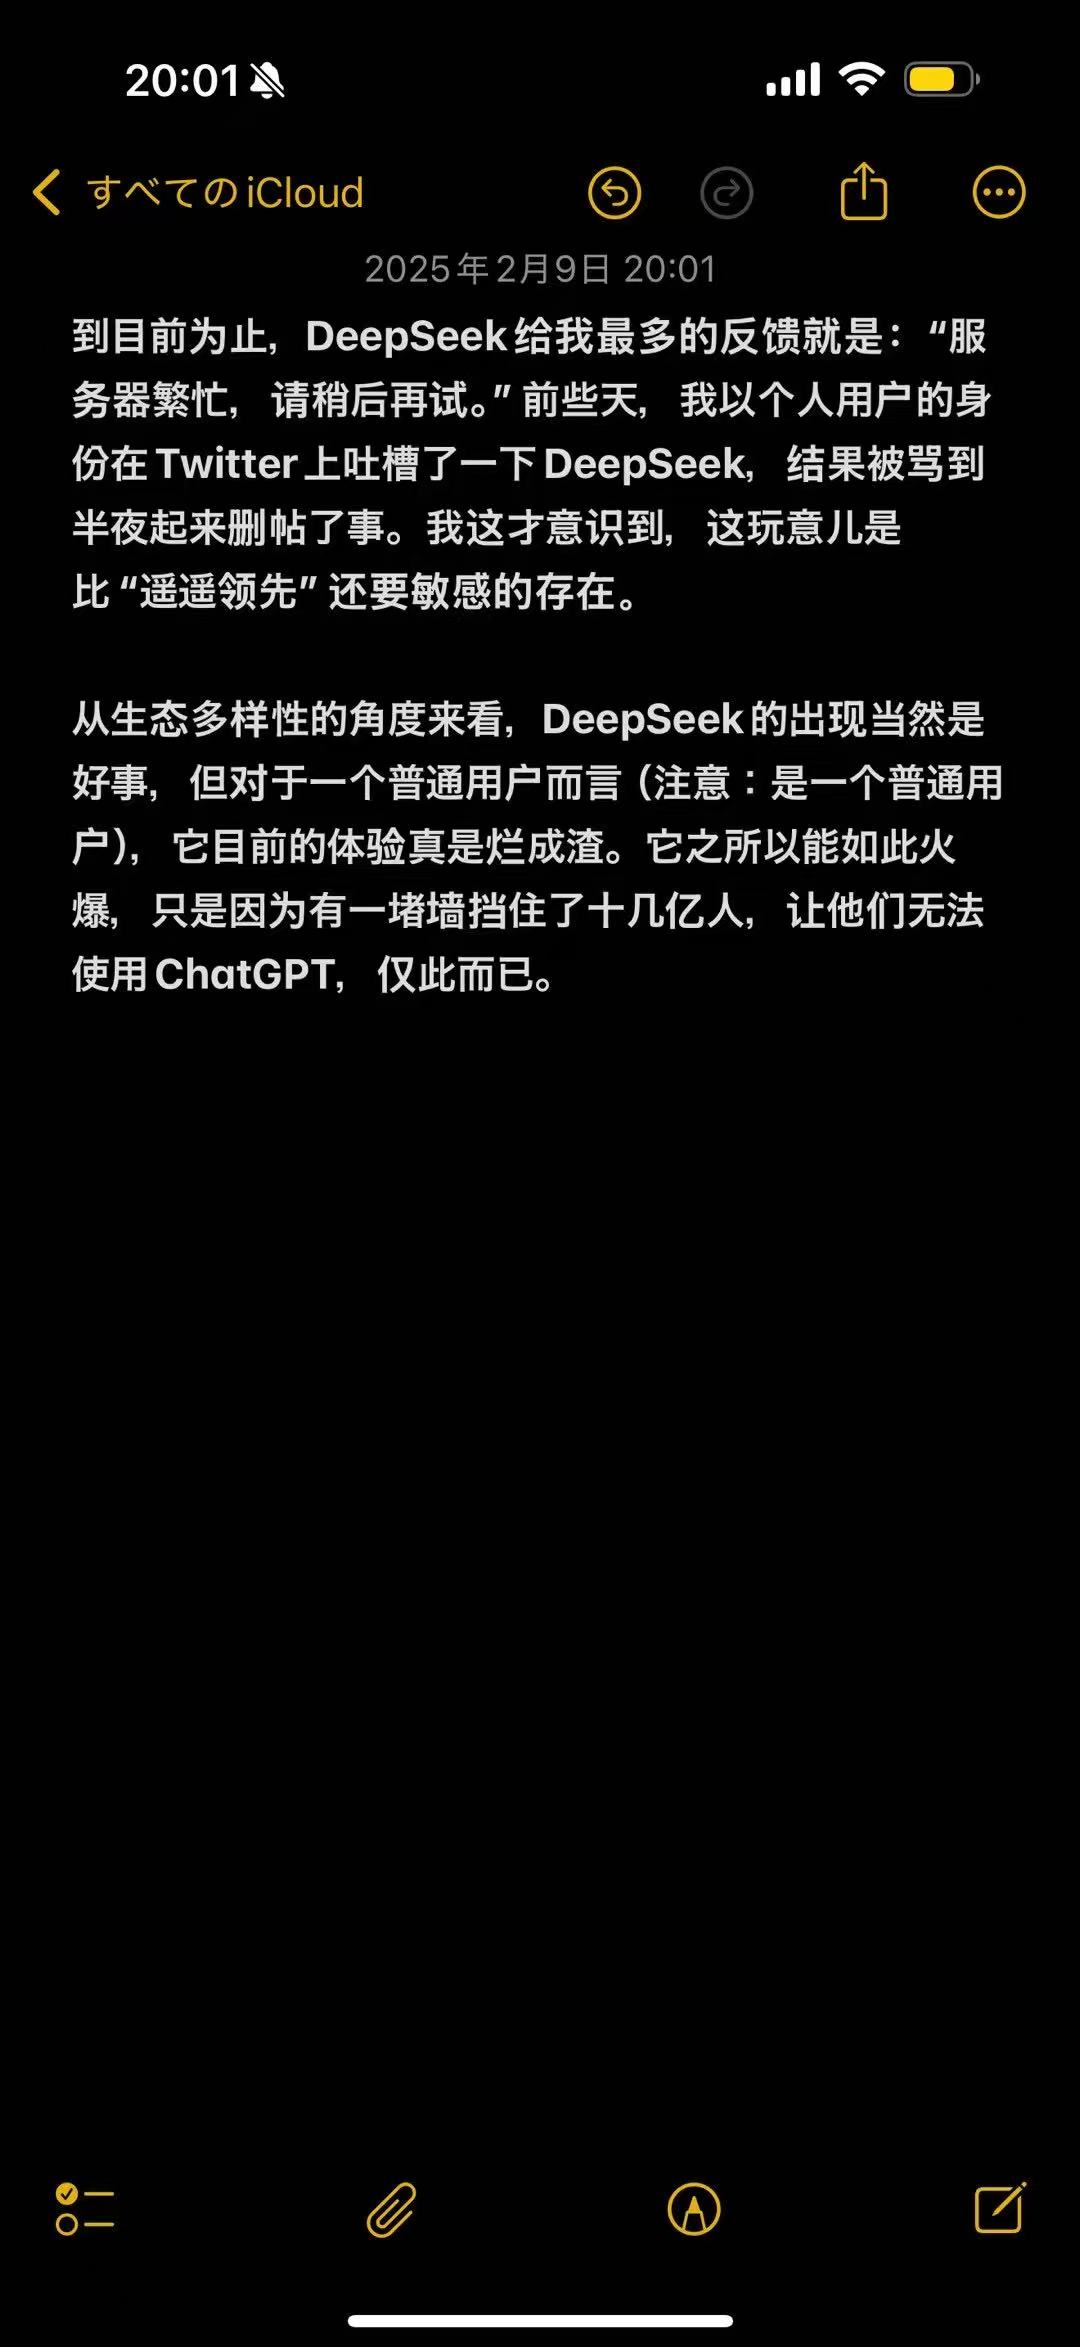 20:01
すべてのiCloud
2025年2月9日 20:01
到目前为止，DeepSeek给我最多的反馈就是：“服
务器繁忙，请稍后再试。”前些天，我以个人用户的身
份在Twitter上吐槽了一下DeepSeek，结果被骂到
半夜起来删帖了事。我这才意识到，这玩意儿是
比“遥遥领先”还要敏感的存在。
从生态多样性的角度来看，DeepSeek的出现当然是
好事，但对于一个普通用户而言（注意：是一个普通用
户），它目前的体验真是烂成渣。它之所以能如此火
爆，只是因为有一堵墙挡住了十几亿人，让他们无法
使用ChatGPT，仅此而已。